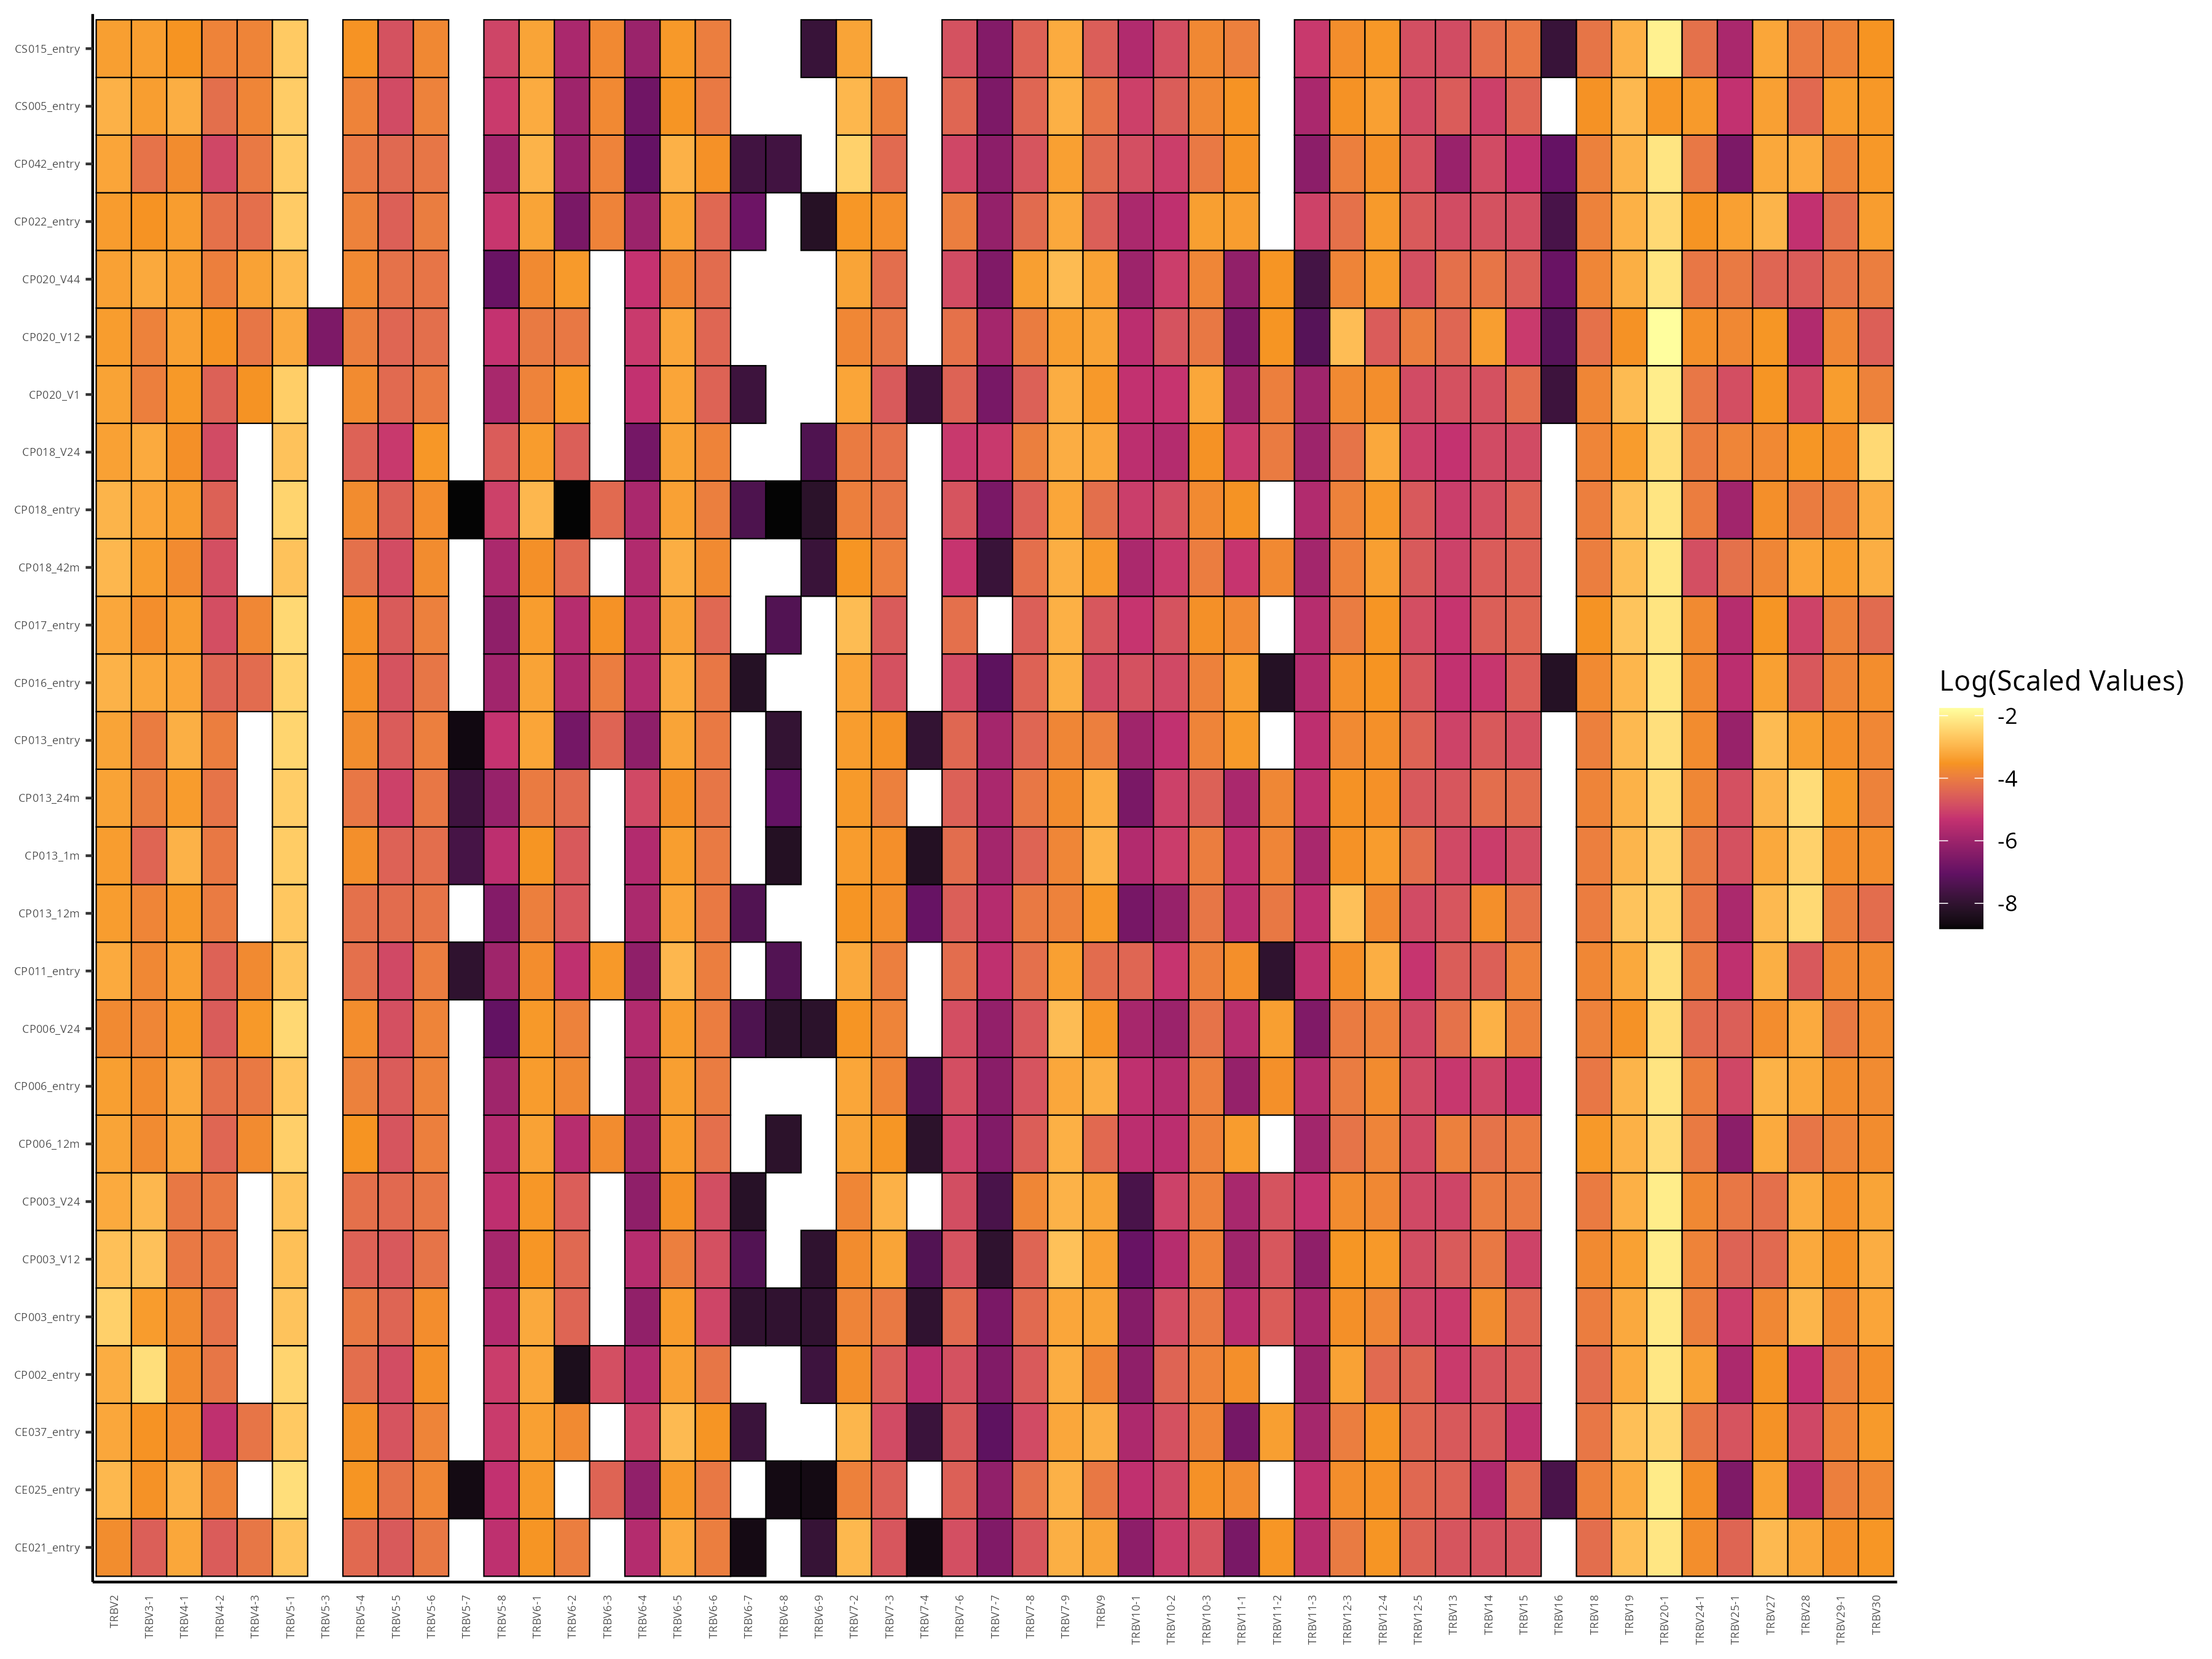 CS015_entry
CS005_entry
CP042_entry
CP022_entry
CP020_V44
CP020_V12
CP020_V1
CP018_V24
CP018_entry
CP018_42m
CP017_entry
CP016_entry
CP013_entry
CP013_24m
CP013_1m
CP013_12m
CP011_entry
CP006_V24
CP006_entry
CP006_12m
CP003_V24
CP003_V12
CP003_entry
CP002_entry
CE037_entry
CE025_entry
CE021_entry
TRBV2
TRBV3-1
TRBV4-1
TRBV4-2
TRBV4-3
TRBV5-1
TRBV5-3
TRBV5-4
TRBV5-5
TRBV5-6
TRBV5-7
TRBV5-8
TRBV6-1
TRBV6-2
TRBV6-3
TRBV6-4
TRBV6-5
TRBV6-6
TRBV6-7
TRBV6-8
TRBV6-9
TRBV7-2
TRBV7-3
TRBV7-4
TRBV7-6
TRBV7-7
TRBV7-8
TRBV7-9
TRBV9
TRBV10-1
TRBV10-2
TRBV10-3
TRBV11-1
TRBV11-2
TRBV11-3
TRBV12-3
TRBV12-4
TRBV12-5
TRBV13
TRBV14
TRBV15
TRBV16
TRBV18
TRBV19
TRBV20-1
TRBV24-1
TRBV25-1
TRBV27
TRBV28
TRBV29-1
TRBV30
Log(Scaled Values)
-2
-4
-6
-8